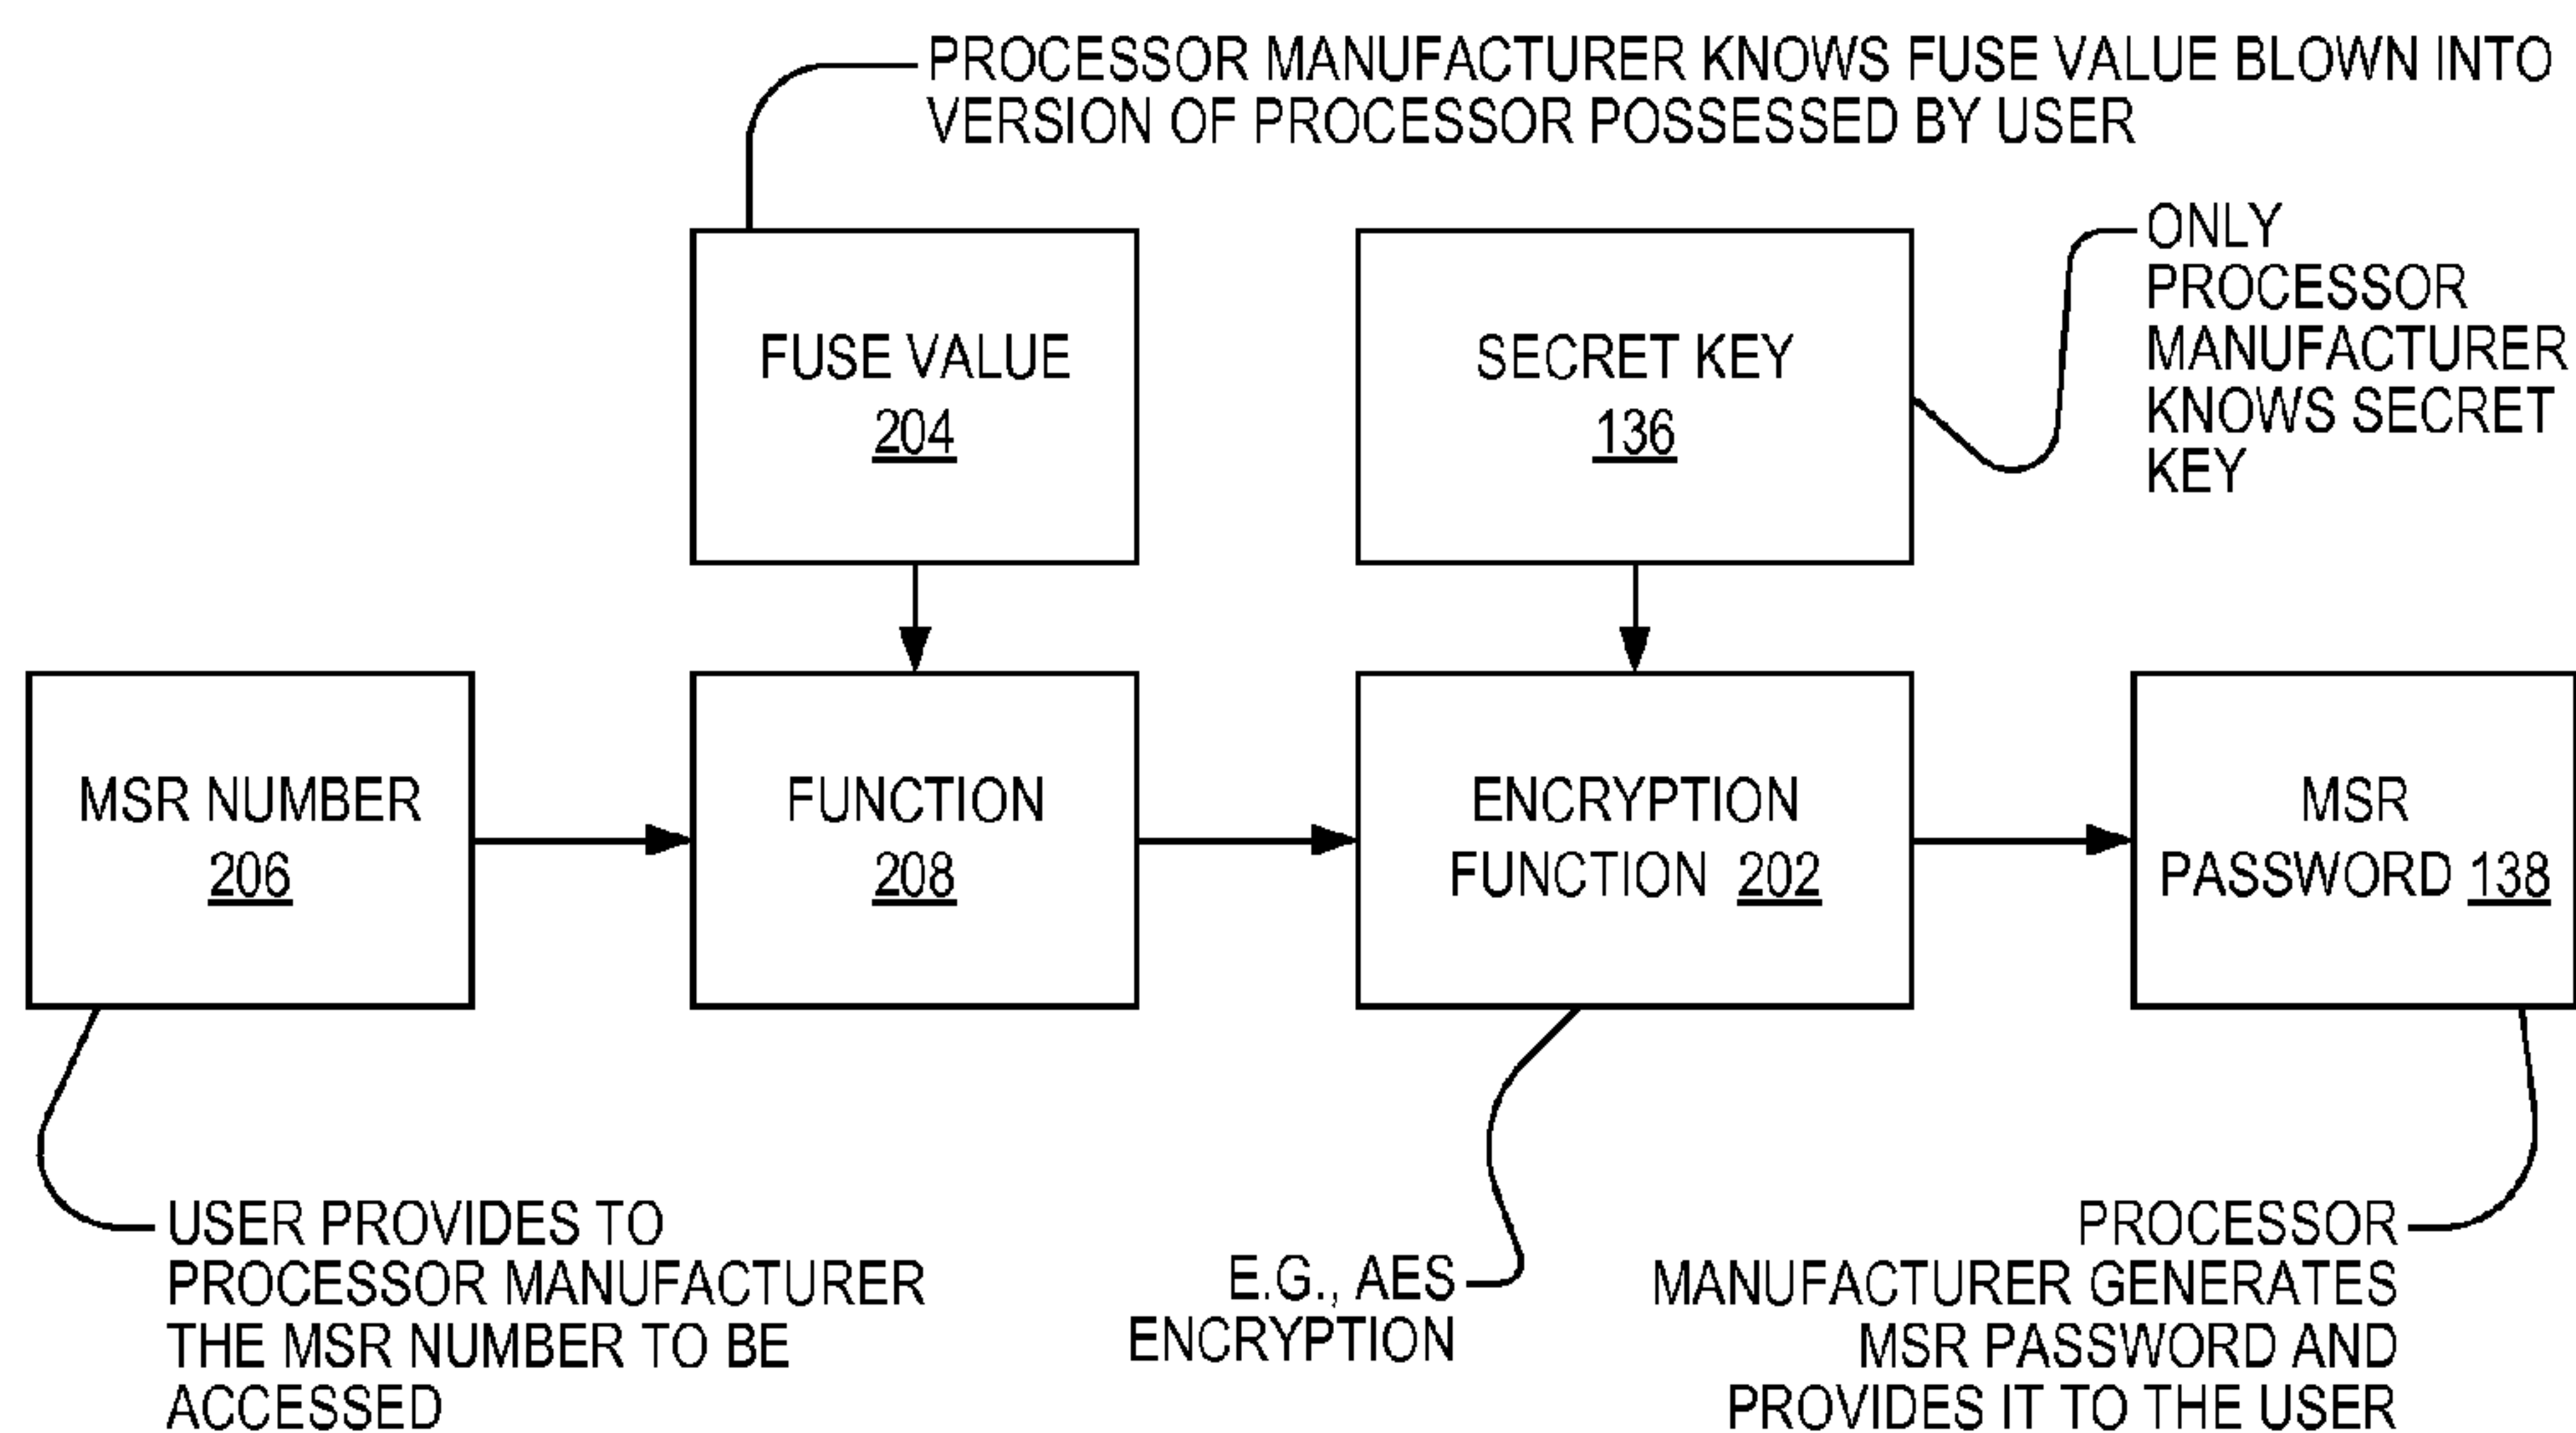 PROCESSOR MANUFACTURER KNOWS FUSE VALUE BLOWN INTO
VERSION OF PROCESSOR POSSESSED BY USER
FUSE VALUE
204
SECRET KEY
136
ONLY
PROCESSOR
MANUFACTURER
KNOWS SECRET
KEY
MSR NUMBER
206
FUNCTION
208
ENCRYPTION
FUNCTION 202
MSR
PASSWORD 138
USER PROVIDES TO
PROCESSOR MANUFACTURER
THE MSR NUMBER TO BE
ACCESSED
E.G., AES
ENCRYPTION
PROCESSOR
MANUFACTURER GENERATES
MSR PASSWORD AND
PROVIDES IT TO THE USER